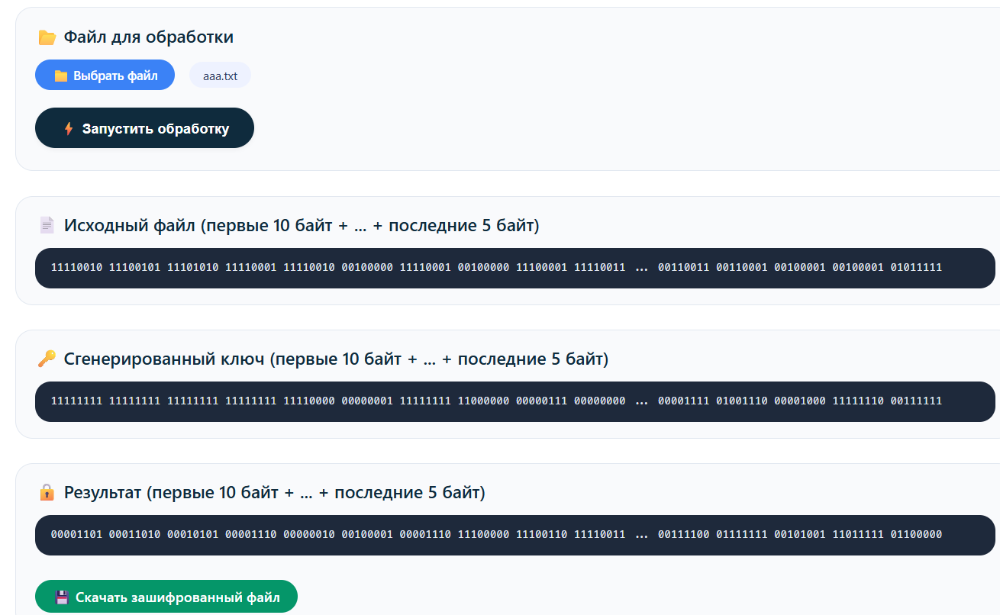 Файл для обработки
Выбрать файл aaa.txt
Запустить обработку
Исходный файл (первые 10 байт + ... + последние 5 байт)
11110010 11100101 11101010 11110001 11110010 00100000 11110001 00100000 11100001 11110011 ... 00110011 00110001 00100001 00100001 01011111
Сгенерированный ключ (первые 10 байт + ... + последние 5 байт)
11111111 11111111 11111111 11111111 11110000 00000001 11111111 11000000 00000111 00000000 ... 00001111 01001110 00001000 11111110 00111111
Результат (первые 10 байт + ... + последние 5 байт)
00001101 00011010 00010101 00001110 00000010 00100001 00001110 11100000 11100110 11110011 ... 00111100 01111111 00101001 11011111 01100000
Скачать зашифрованный файл